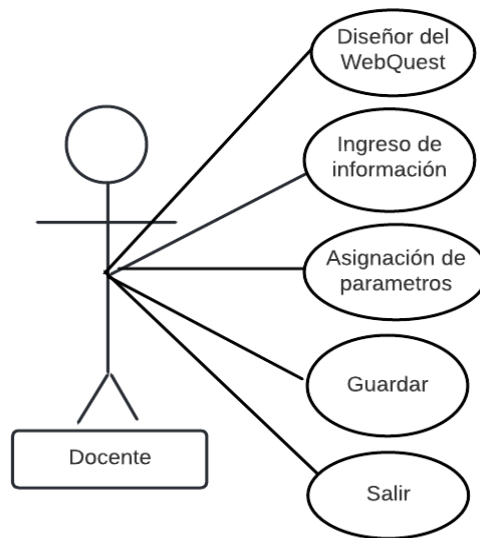 Diseñor del
WebQuest
Ingreso de
información
Asignación de
parametros
Guardar
Docente
Salir